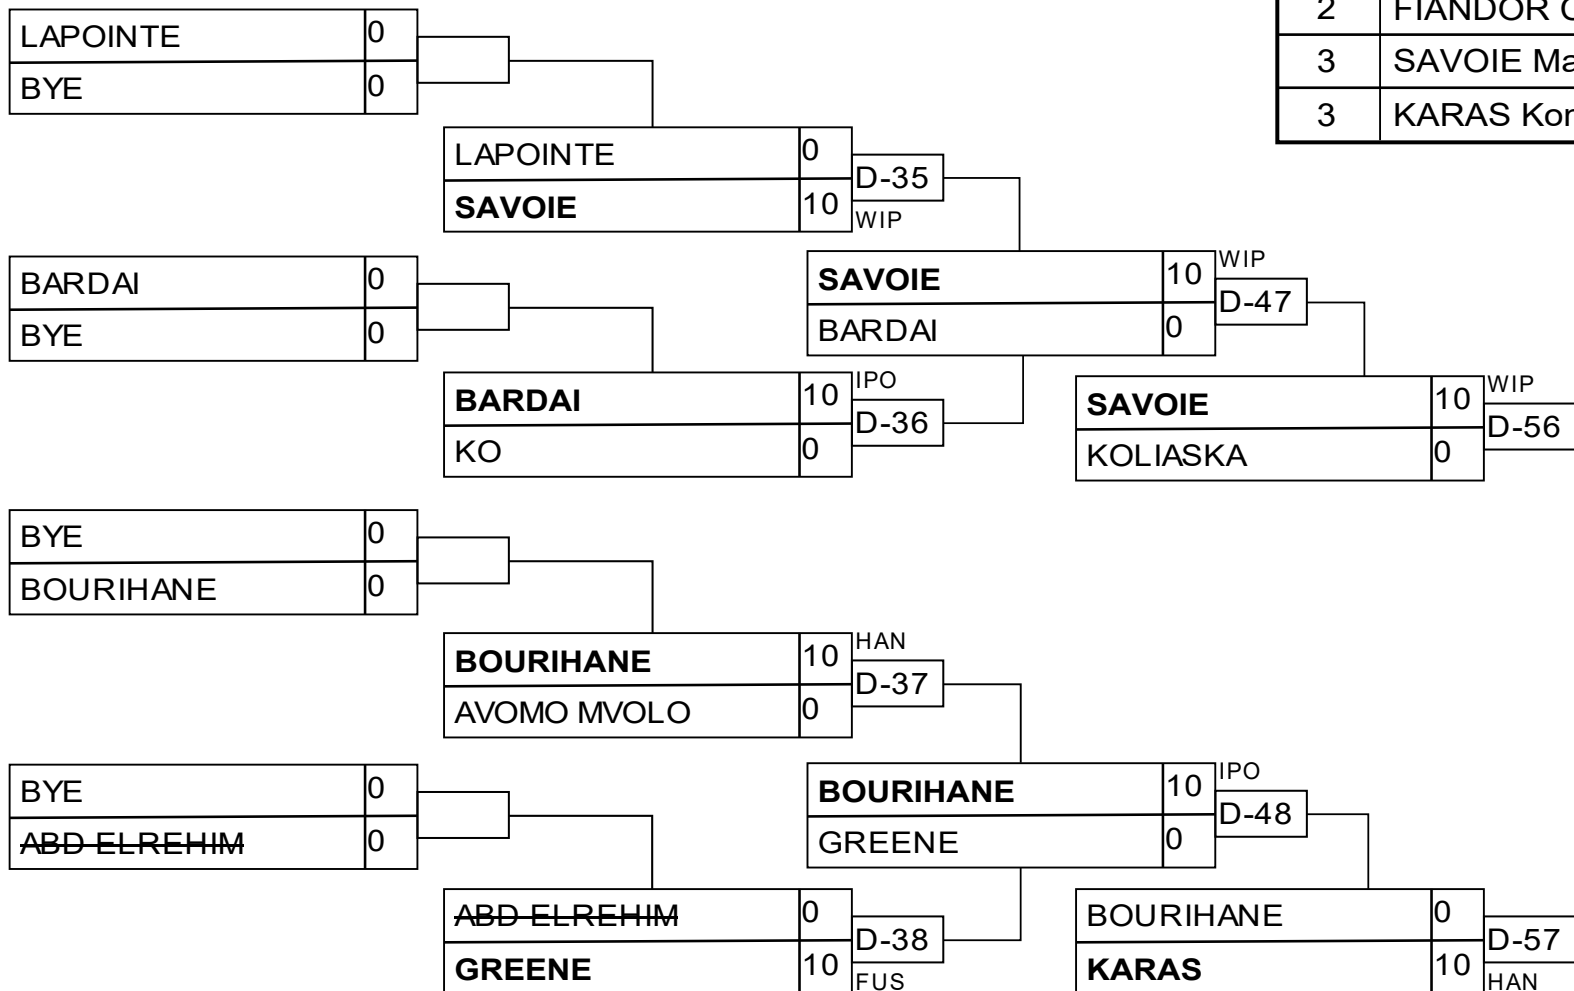 2 FIANDOR
3 SAVOIE
3 KARAS
LAPOINTE 0
BYE 0
LAPOINTE 0
D-35
SAVOIE 10
WIP
BARDAI 0
BYE 0
SAVOIE 10 WIP
D-47
BARDAI 0
BARDAI 10 IPO
D-36
KO 0
SAVOIE 10 WIP
D-56
KOLIASKA 0
BYE 0
BOURIHANE 0
BOURIHANE 10 HAN
D-37
AVOMO MVOLO 0
BYE 0
ABD ELREHIM 0
BOURIHANE 10 IPO
D-48
GREENE 0
ABD ELREHIM 0
D-38
GREENE 10
FUS
BOURIHANE 0
D-57
KARAS 10
HAN